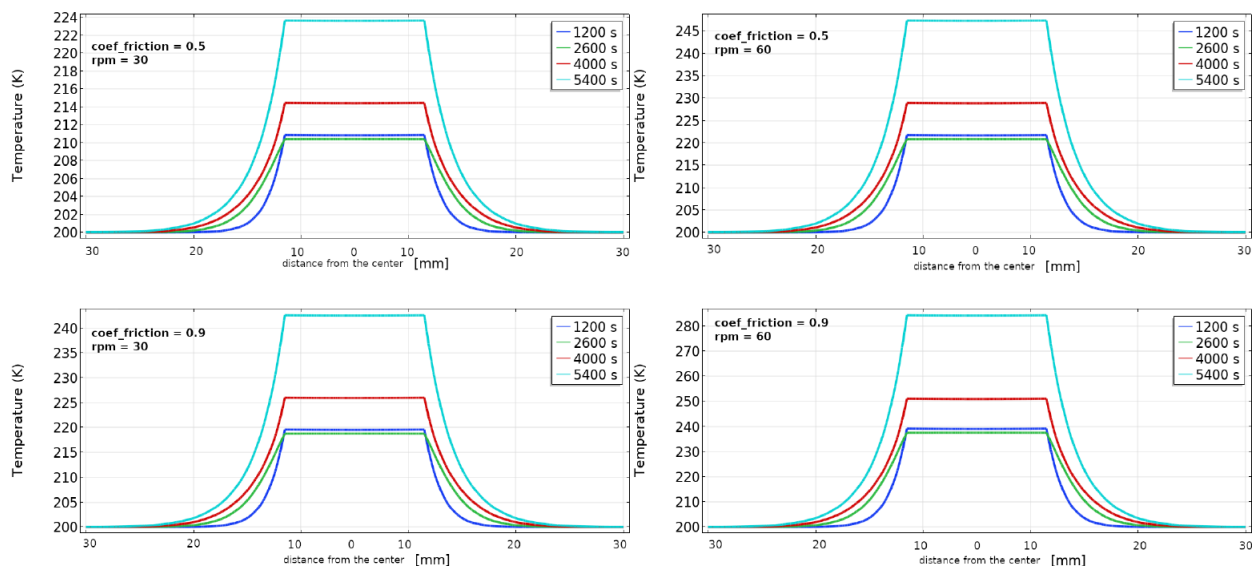 Temperature (K)
224
222
220
218
216
214
212
210
208
206
204
202
200
coef_friction = 0.5
rpm = 30
1200 s
2600 s
4000 s
5400 s
30 20 10 0 10 20 30
distance from the center [mm]
Temperature (K)
245
240
235
230
225
220
215
210
205
200
coef_friction = 0.5
rpm = 60
1200 s
2600 s
4000 s
5400 s
30 20 10 0 10 20 30
distance from the center [mm]
Temperature (K)
240
235
230
225
220
215
210
205
200
coef_friction = 0.9
rpm = 30
1200 s
2600 s
4000 s
5400 s
30 20 10 0 10 20 30
distance from the center [mm]
Temperature (K)
280
270
260
250
240
230
220
210
200
coef_friction = 0.9
rpm = 60
1200 s
2600 s
4000 s
5400 s
30 20 10 0 10 20 30
distance from the center [mm]